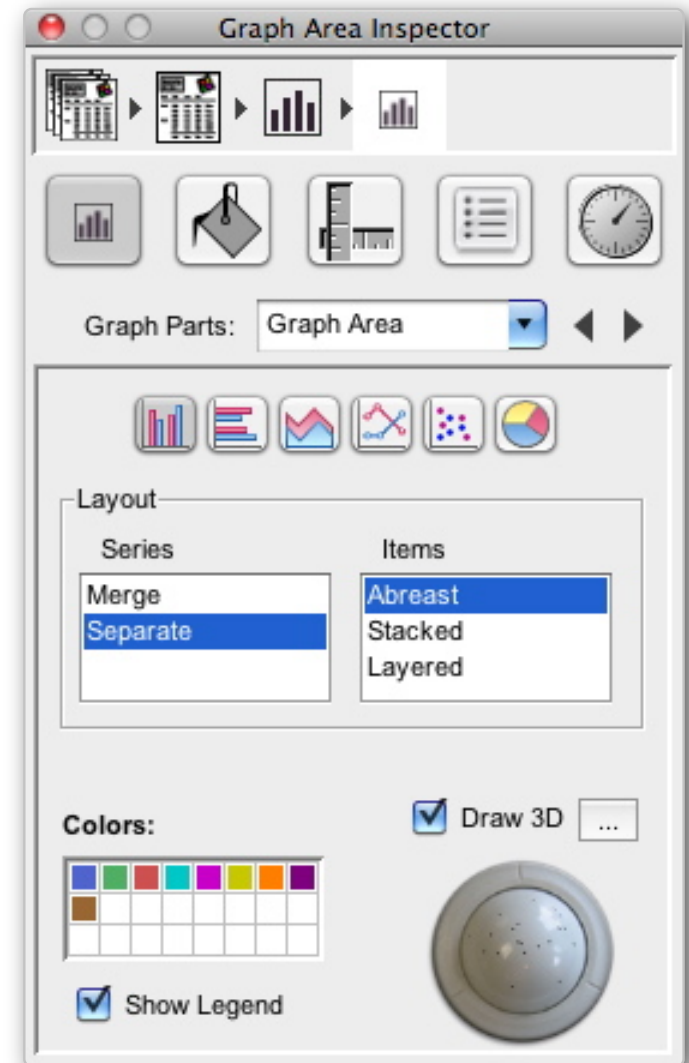 Graph Area Inspector
Graph Parts: Graph Area
Layout
Series Items
Merge Abreast
Separate Stacked
Layered
Draw 3D ...
Colors:
Show Legend